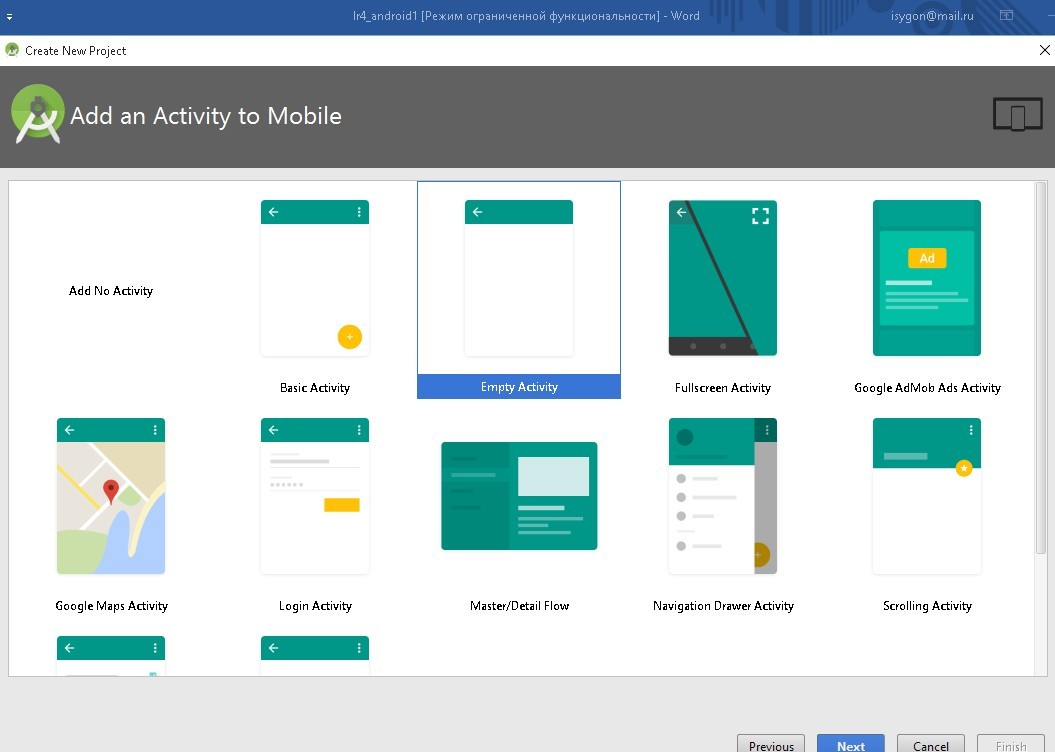 lr4_android1 [Режим ограниченной функциональности] - Word
isygon@mail.ru
Create New Project
Add an Activity to Mobile
Add No Activity
Basic Activity
Empty Activity
Fullscreen Activity
Ad
Google AdMob Ads Activity
Google Maps Activity
Login Activity
Master/Detail Flow
Navigation Drawer Activity
Scrolling Activity
Previous
Next
Cancel
Finish